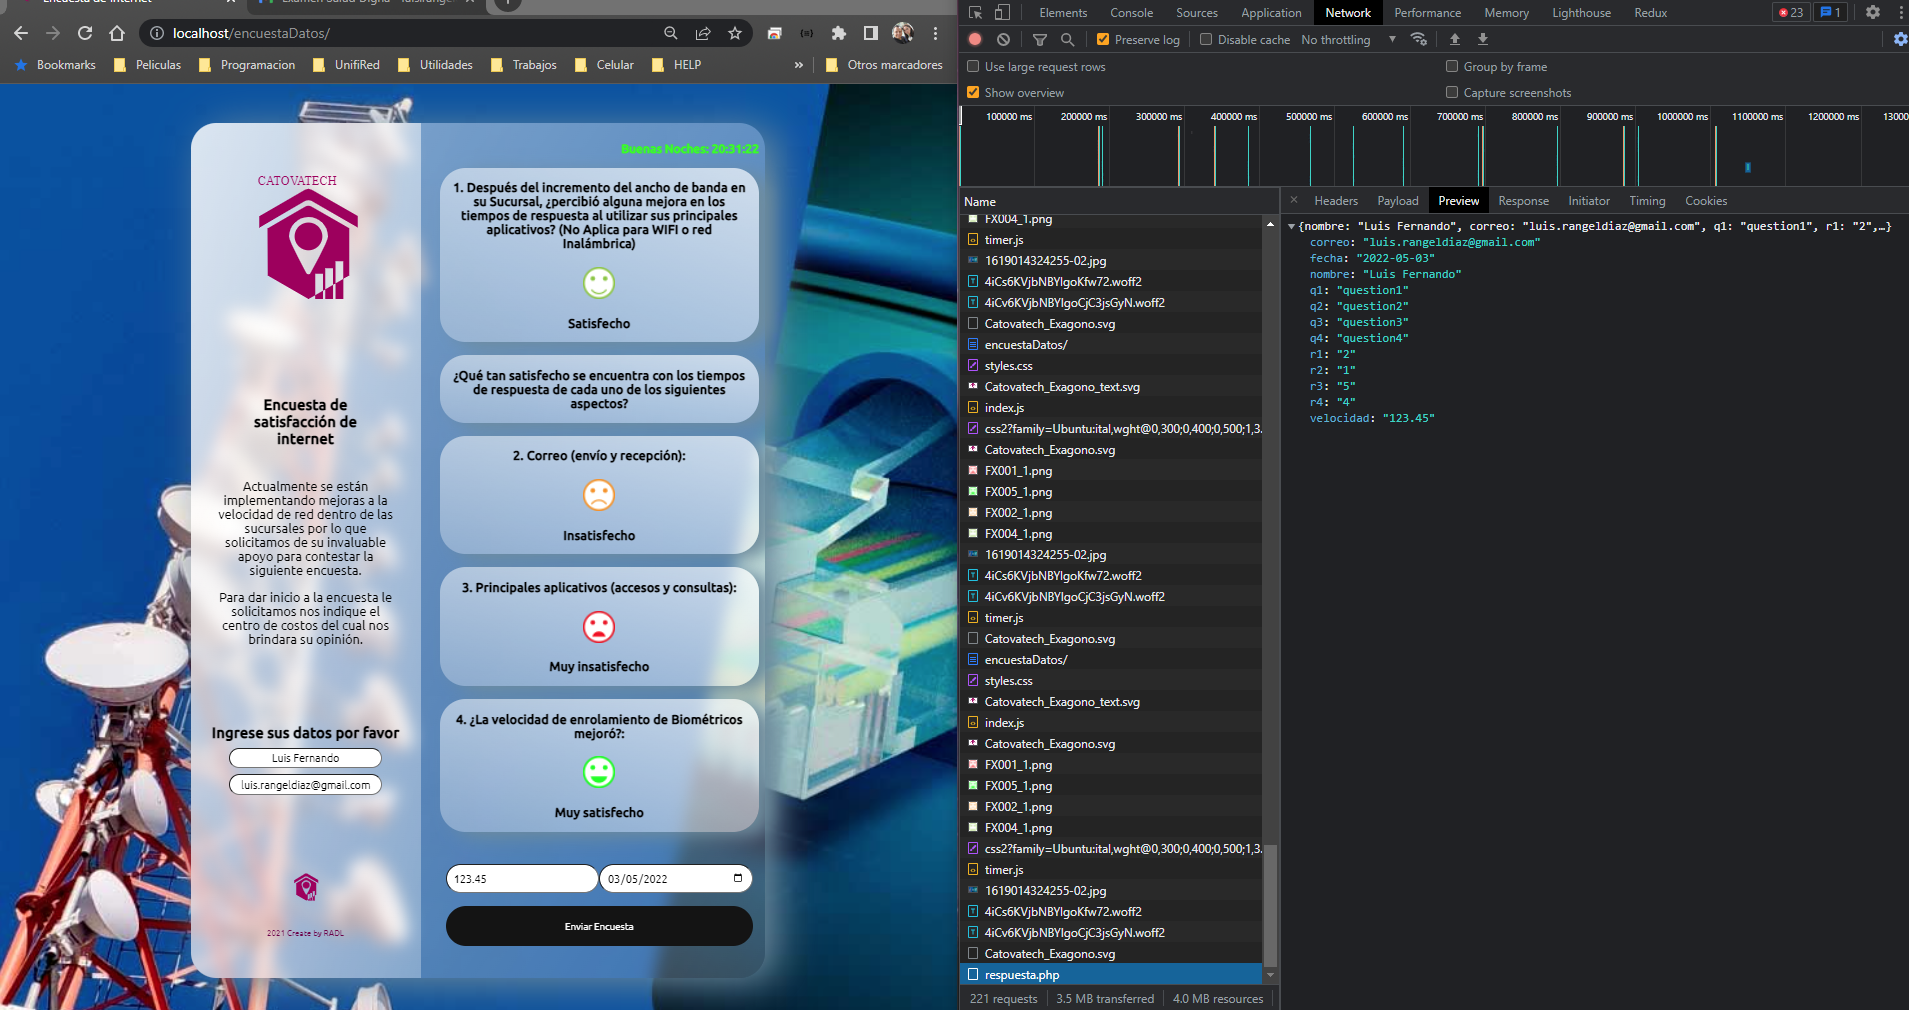 Encuesta de Internet
localhost/encuestaDatos/
Bookmarks
Peliculas
Programacion
UnifiRed
Utilidades
Trabajos
Celular
HELP
»
Otros marcadores
CATOVATECH
Encuesta de
satisfacción de
internet
Actualmente se están
implementando mejoras a la
velocidad de red dentro de las
sucursales por lo que
solicitamos de su invaluable
apoyo para contestar la
siguiente encuesta.
Para dar inicio a la encuesta le
solicitamos nos indique el
centro de costos del cual nos
brindara su opinión.
Ingrese sus datos por favor
Luis Fernando
luis.rangeldiaz@gmail.com
2021 Create by RADL
Buenas Noches: 20:31:22
1. Después del incremento del ancho de banda en
su Sucursal, ¿percibió alguna mejora en los
tiempos de respuesta al utilizar sus principales
aplicativos? (No Aplica para WIFI o red
Inalámbrica)
Satisfecho
¿Qué tan satisfecho se encuentra con los tiempos
de respuesta de cada uno de los siguientes
aspectos?
2. Correo (envío y recepción):
Insatisfecho
3. Principales aplicativos (accesos y consultas):
Muy insatisfecho
4. ¿La velocidad de enrolamiento de Biométricos
mejoró?:
Muy satisfecho
123.45
03/05/2022
Enviar Encuesta
Elements Console Sources Application Network Performance Memory Lighthouse Redux 23 1
Preserve log Disable cache No throttling
Use large request rows Group by frame
Show overview Capture screenshots
100000 ms 200000 ms 300000 ms 400000 ms 500000 ms 600000 ms 700000 ms 800000 ms 900000 ms 1000000 ms 1100000 ms 1200000 ms 13000
Name
FX004_1.png
timer.js
1619014324255-02.jpg
4iCs6KVjbNBYlgoKfw72.woff2
4iCv6KVjbNBYlgoCjC3jsGyN.woff2
Catovatech_Exagono.svg
encuestaDatos/
styles.css
Catovatech_Exagono_text.svg
index.js
css2?family=Ubuntu:ital,wght@0,300;0,400;0,500;1,3.
Catovatech_Exagono.svg
FX001_1.png
FX005_1.png
FX002_1.png
FX004_1.png
1619014324255-02.jpg
4iCs6KVjbNBYlgoKfw72.woff2
4iCv6KVjbNBYlgoCjC3jsGyN.woff2
timer.js
Catovatech_Exagono.svg
encuestaDatos/
styles.css
Catovatech_Exagono_text.svg
index.js
Catovatech_Exagono.svg
FX001_1.png
FX005_1.png
FX002_1.png
FX004_1.png
css2?family=Ubuntu:ital,wght@0,300;0,400;0,500;1,3.
timer.js
1619014324255-02.jpg
4iCs6KVjbNBYlgoKfw72.woff2
4iCv6KVjbNBYlgoCjC3jsGyN.woff2
Catovatech_Exagono.svg
respuesta.php
221 requests 3.5 MB transferred 4.0 MB resources
Headers Payload Preview Response Initiator Timing Cookies
{nombre: "Luis Fernando", correo: "luis.rangeldiaz@gmail.com", q1: "question1", r1: "2",…}
correo: "luis.rangeldiaz@gmail.com"
fecha: "2022-05-03"
nombre: "Luis Fernando"
q1: "question1"
q2: "question2"
q3: "question3"
q4: "question4"
r1: "2"
r2: "1"
r3: "5"
r4: "4"
velocidad: "123.45"